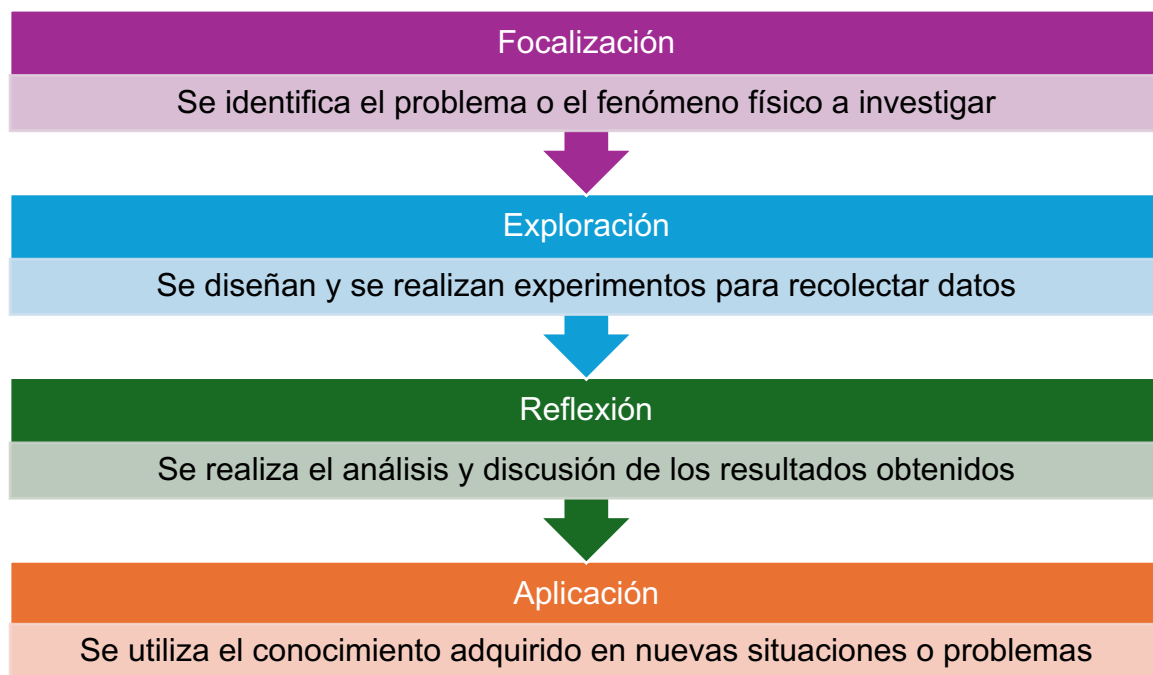 Focalización
Se identifica el problema o el fenómeno físico a investigar
Exploración
Se diseñan y se realizan experimentos para recolectar datos
Reflexión
Se realiza el análisis y discusión de los resultados obtenidos
Aplicación
Se utiliza el conocimiento adquirido en nuevas situaciones o problemas